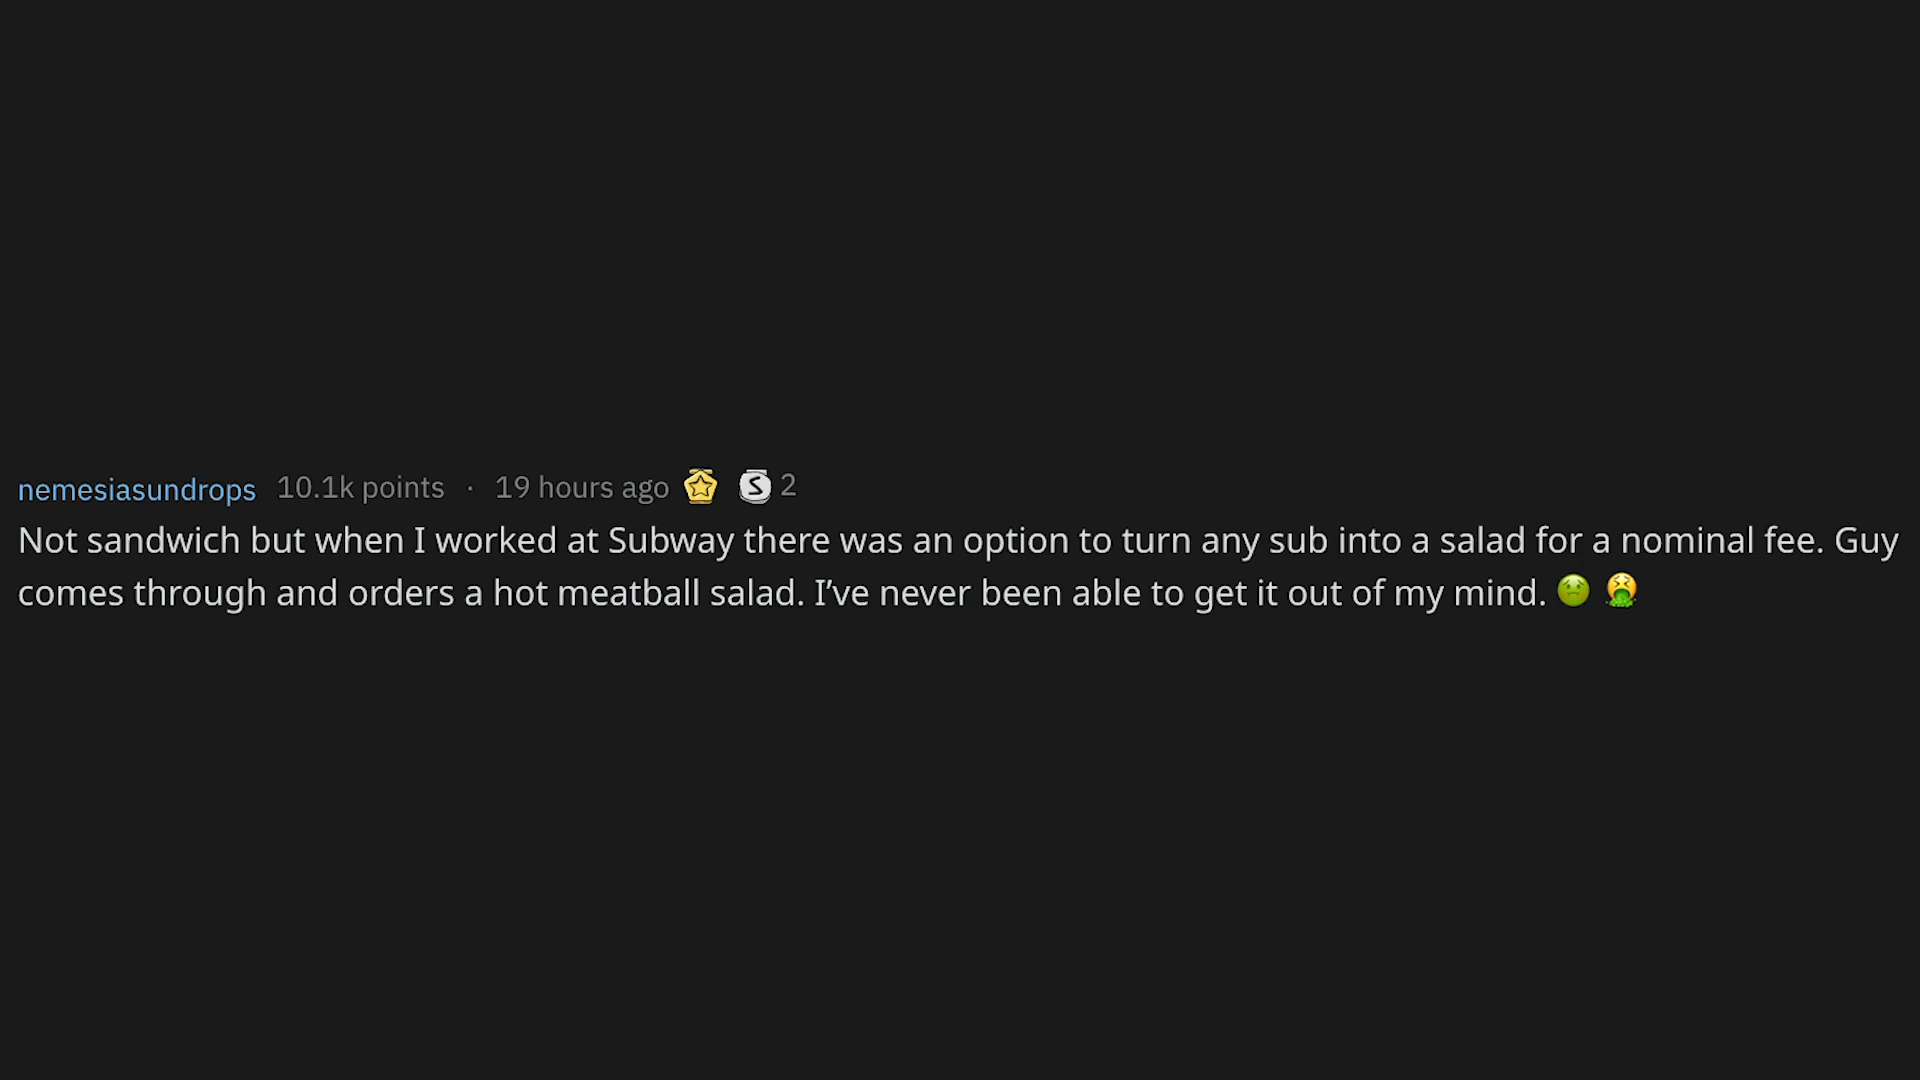 nemesiasundrops 10.1k points · 19 hours ago S 2
Not sandwich but when I worked at Subway there was an option to turn any sub into a salad for a nominal fee. Guy
comes through and orders a hot meatball salad. I’ve never been able to get it out of my mind. 🤢 🤮